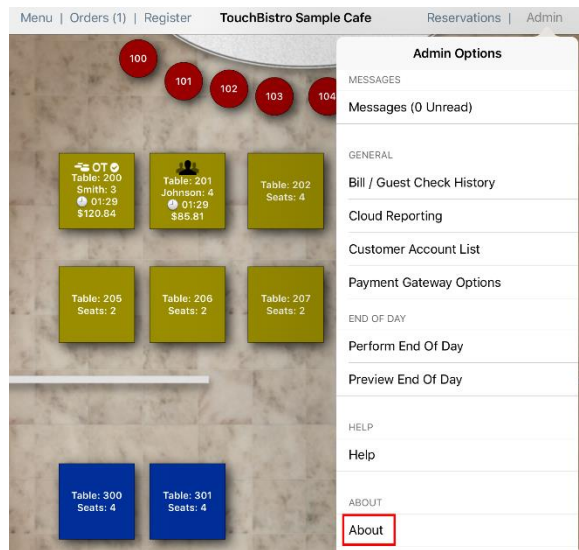 Menu | Orders (1) | Register TouchBistro Sample Cafe Reservations | Admin
100
101
102
103
104
OT
Table: 200
Smith: 3
01:29
$120.84
Table: 201
Johnson: 4
01:29
$85.81
Table: 202
Seats: 4
Table: 205
Seats: 2
Table: 206
Seats: 2
Table: 207
Seats: 2
Table: 300
Seats: 4
Table: 301
Seats: 4
Admin Options
MESSAGES
Messages (0 Unread)
GENERAL
Bill / Guest Check History
Cloud Reporting
Customer Account List
Payment Gateway Options
END OF DAY
Perform End Of Day
Preview End Of Day
HELP
Help
ABOUT
About